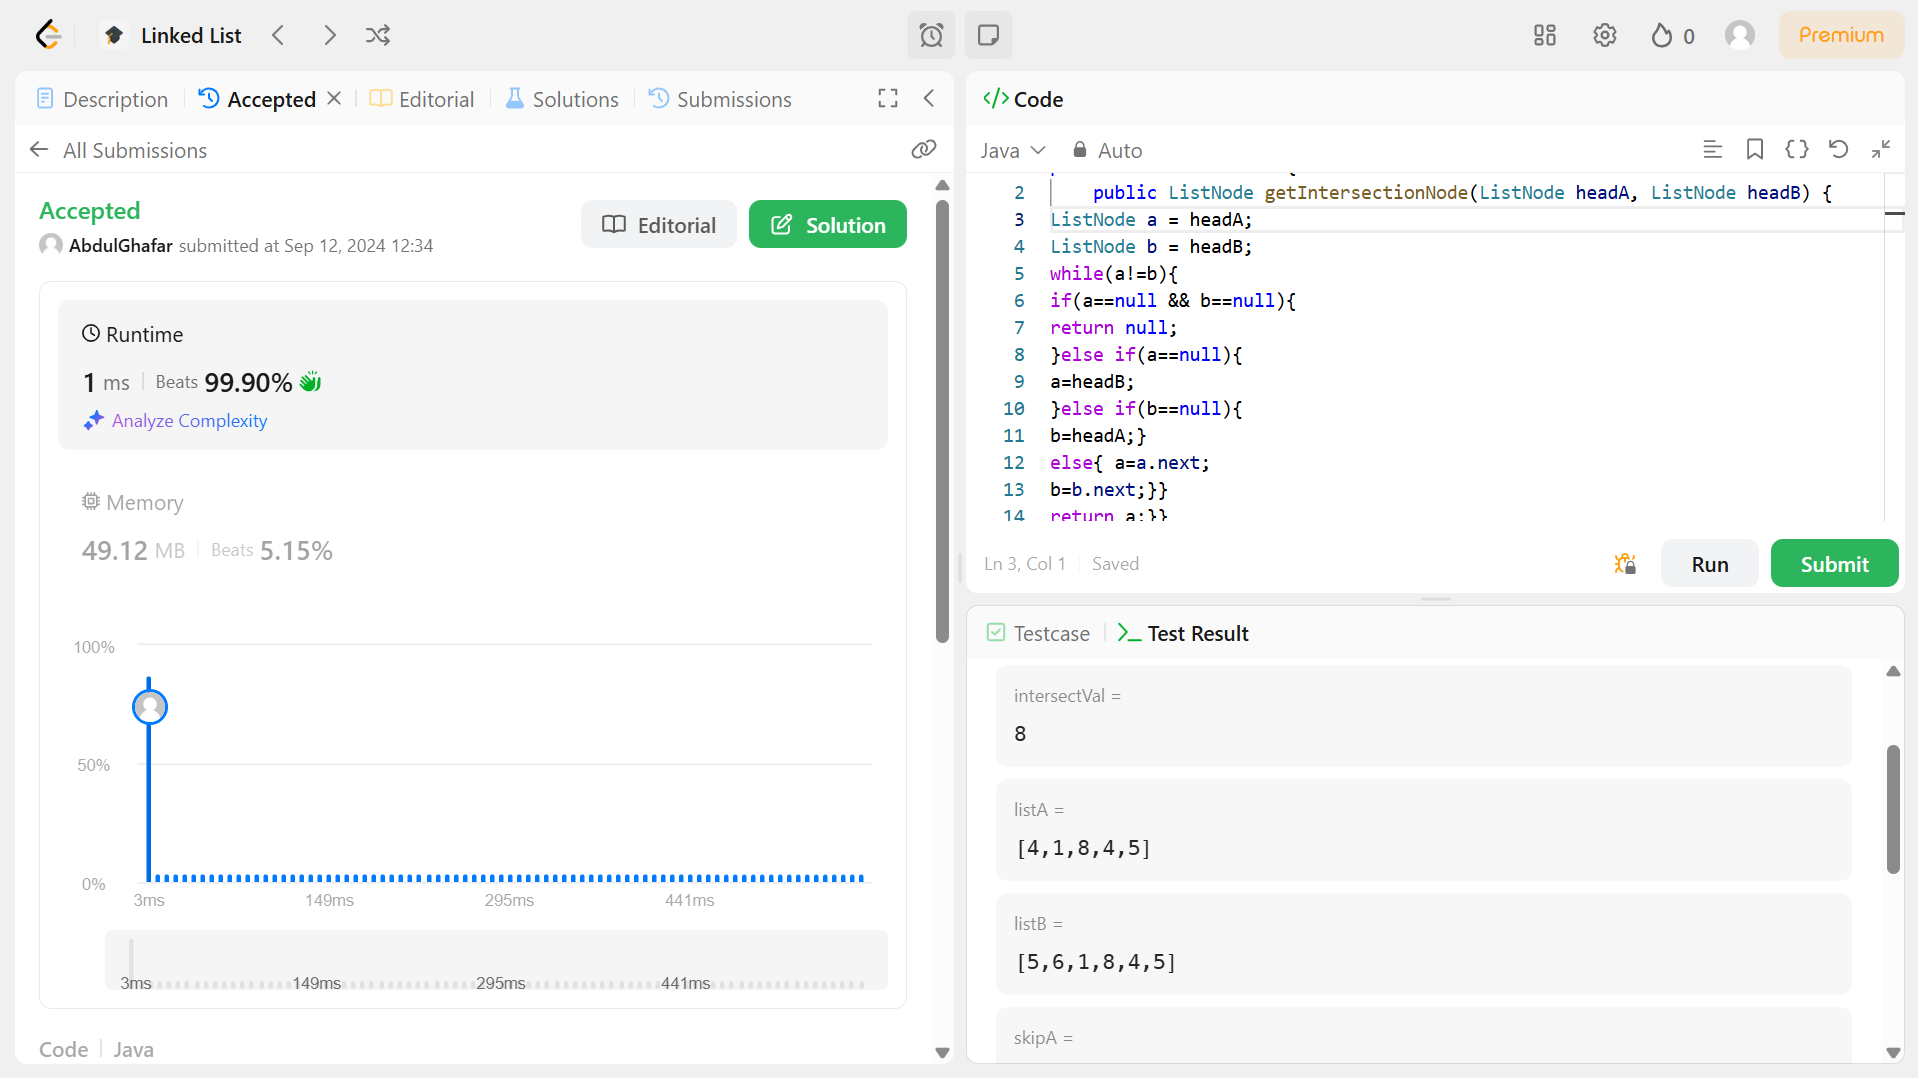 Linked List
0
Premium
Description
Accepted
Editorial
Solutions
Submissions
All Submissions
Accepted
AbdulGhafar submitted at Sep 12, 2024 12:34
Editorial
Solution
Runtime
1 ms
Beats 99.90%
Analyze Complexity
Memory
49.12 MB
Beats 5.15%
100%
50%
0%
3ms
149ms
295ms
441ms
3ms
149ms
295ms
441ms
Code
Java
</> Code
Java
Auto
2 public ListNode getIntersectionNode(ListNode headA, ListNode headB) {
3 ListNode a = headA;
4 ListNode b = headB;
5 while(a!=b){
6 if(a==null && b==null){
7 return null;
8 }else if(a==null){
9 a=headB;
10 }else if(b==null){
11 b=headA;}
12 else{ a=a.next;
13 b=b.next;}}
14 return a;}}
Ln 3, Col 1
Saved
Run
Submit
Testcase
Test Result
intersectVal =
8
listA =
[4,1,8,4,5]
listB =
[5,6,1,8,4,5]
skipA =